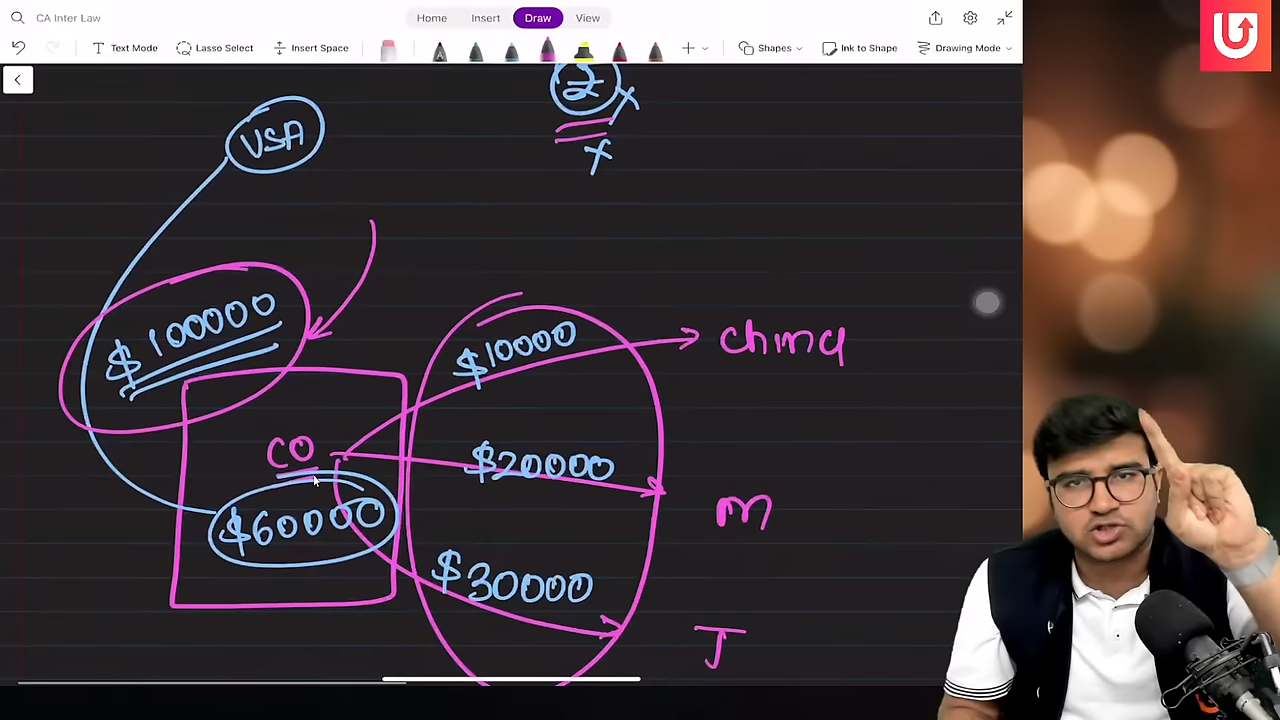 CA Inter Law
Home Insert Draw View
Text Mode Lasso Select Insert Space Shapes Ink to Shape Drawing Mode
2
x
x
USA
$100000
$10000
China
CO
$20000
$60000
m
$30000
J